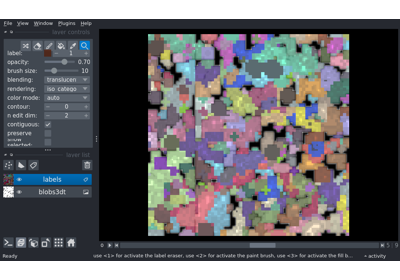 File View Plugins Window Help
layer controls
label: 1
opacity: 0.70
brush size: 10
blending: translucen
rendering: iso_catego
color mode: auto
contour: 0
n edit dim: 2
contiguous:
preserve
show
selected:
layer list
labels
blobs3dt
0
Ready
use <1> for activate the label eraser, use <2> for activate the paint brush, use <3> for activate the fill b...
activity